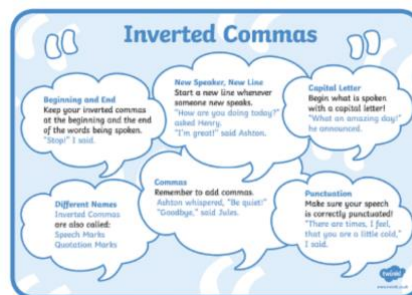 Inverted Commas
Beginning and End
Keep your inverted commas
at the beginning and the end
of the words being spoken.
"Stop!" I said.
New Speaker, New Line
Start a new line whenever
someone new speaks.
"How are you doing today?"
asked Henry.
"I'm great!" said Ashton.
Capital Letter
Begin what is spoken
with a capital letter!
"What an amazing day!"
he announced.
Different Names
Inverted Commas
are also called:
Speech Marks
Quotation Marks
Commas
Remember to add commas.
Ashton whispered, "Be quiet!"
"Goodbye," said Jules.
Punctuation
Make sure your speech
is correctly punctuated!
"There are times, I feel,
that you are a little cold,"
I said.
twinkl
www.twinkl.co.uk